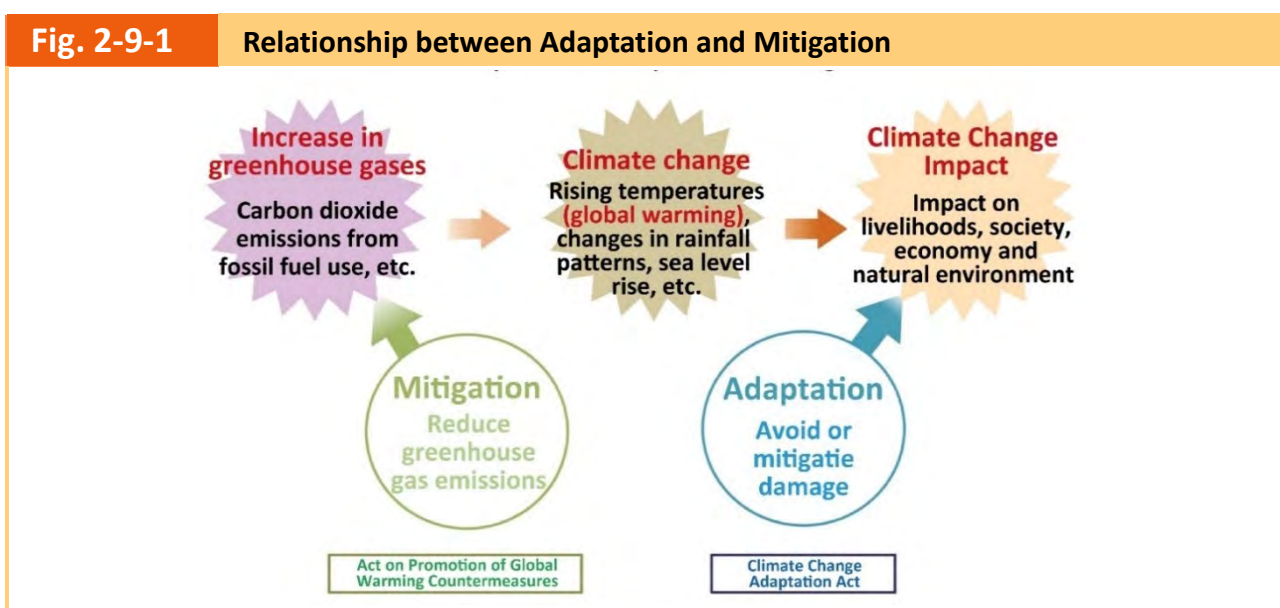 Fig. 2-9-1
Relationship between Adaptation and Mitigation
Increase in
greenhouse gases
Carbon dioxide
emissions from
fossil fuel use, etc.
Climate change
Rising temperatures
(global warming),
changes in rainfall
patterns, sea level
rise, etc.
Climate Change
Impact
Impact on
livelihoods, society,
economy and
natural environment
Mitigation
Reduce
greenhouse
gas emissions
Adaptation
Avoid or
mitigatie
damage
Act on Promotion of Global
Warming Countermeasures
Climate Change
Adaptation Act